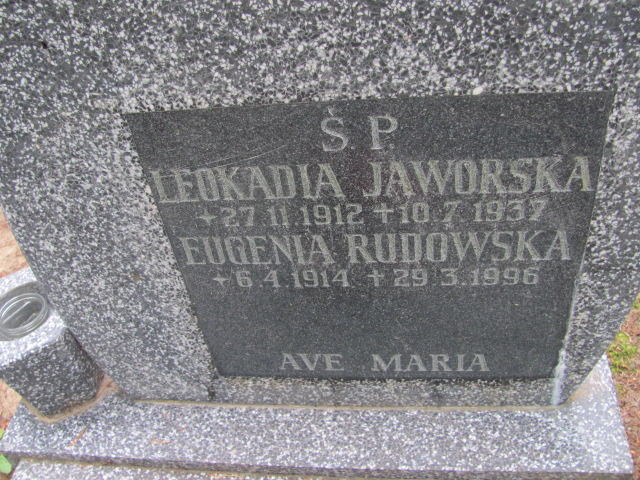 Ś. P.
LEOKADIA JAWORSKA
+27.11.1912 +10.7.1937
EUGENIA RUDOWSKA
+6.4.1914 +29.3.1996
AVE MARIA